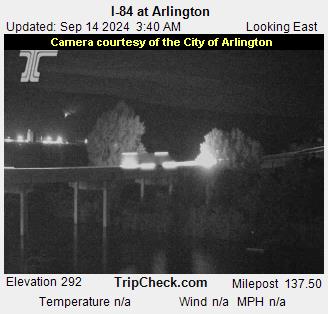 I-84 at Arlington
Updated: Sep 14 2024 3:40 AM Looking East
Camera courtesy of the City of Arlington
Elevation 292 TripCheck.com Milepost 137.50
Temperature n/a Wind n/a MPH n/a